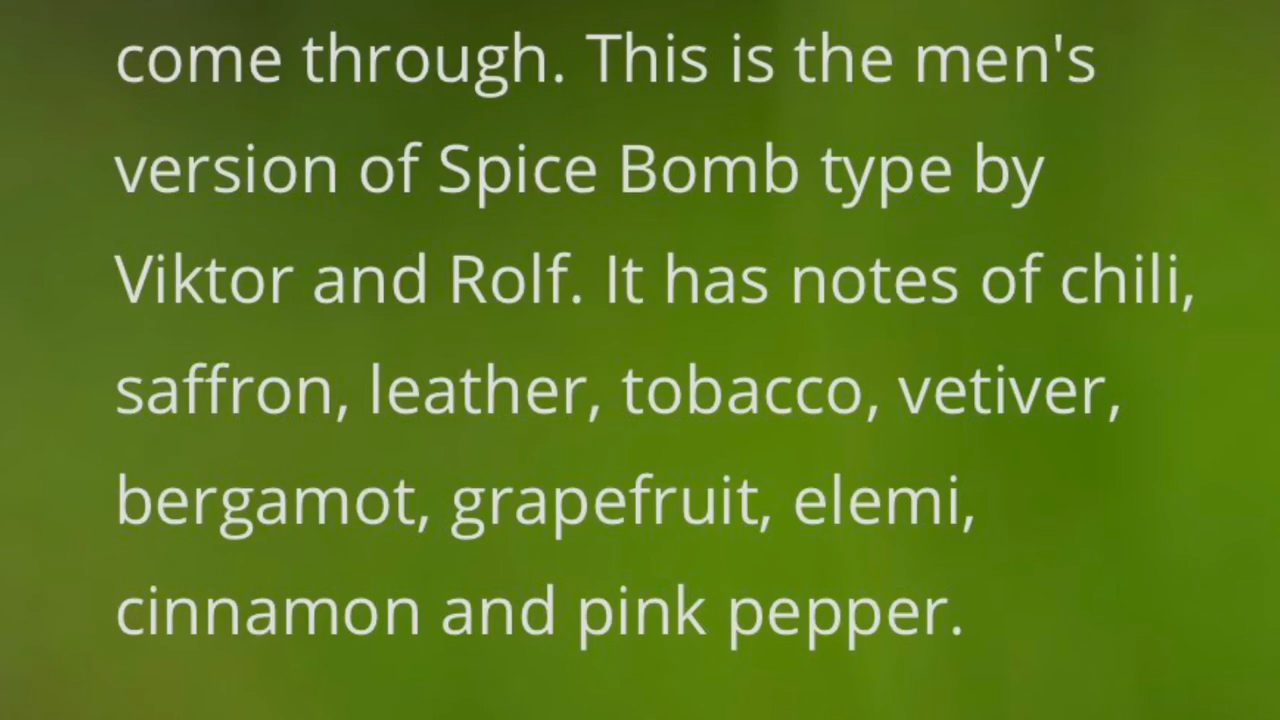 come through. This is the men's
version of Spice Bomb type by
Viktor and Rolf. It has notes of chili,
saffron, leather, tobacco, vetiver,
bergamot, grapefruit, elemi,
cinnamon and pink pepper.